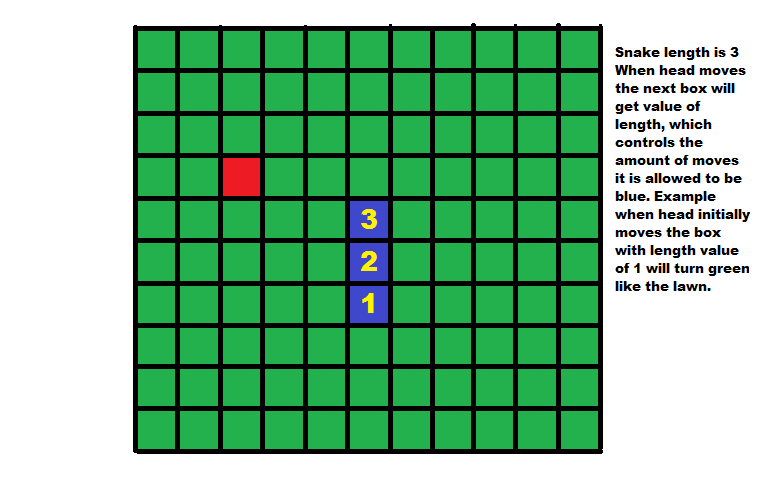 3
2
1
Snake length is 3
When head moves
the next box will
get value of
length, which
controls the
amount of moves
it is allowed to be
blue. Example
when head initially
moves the box
with length value
of 1 will turn green
like the lawn.